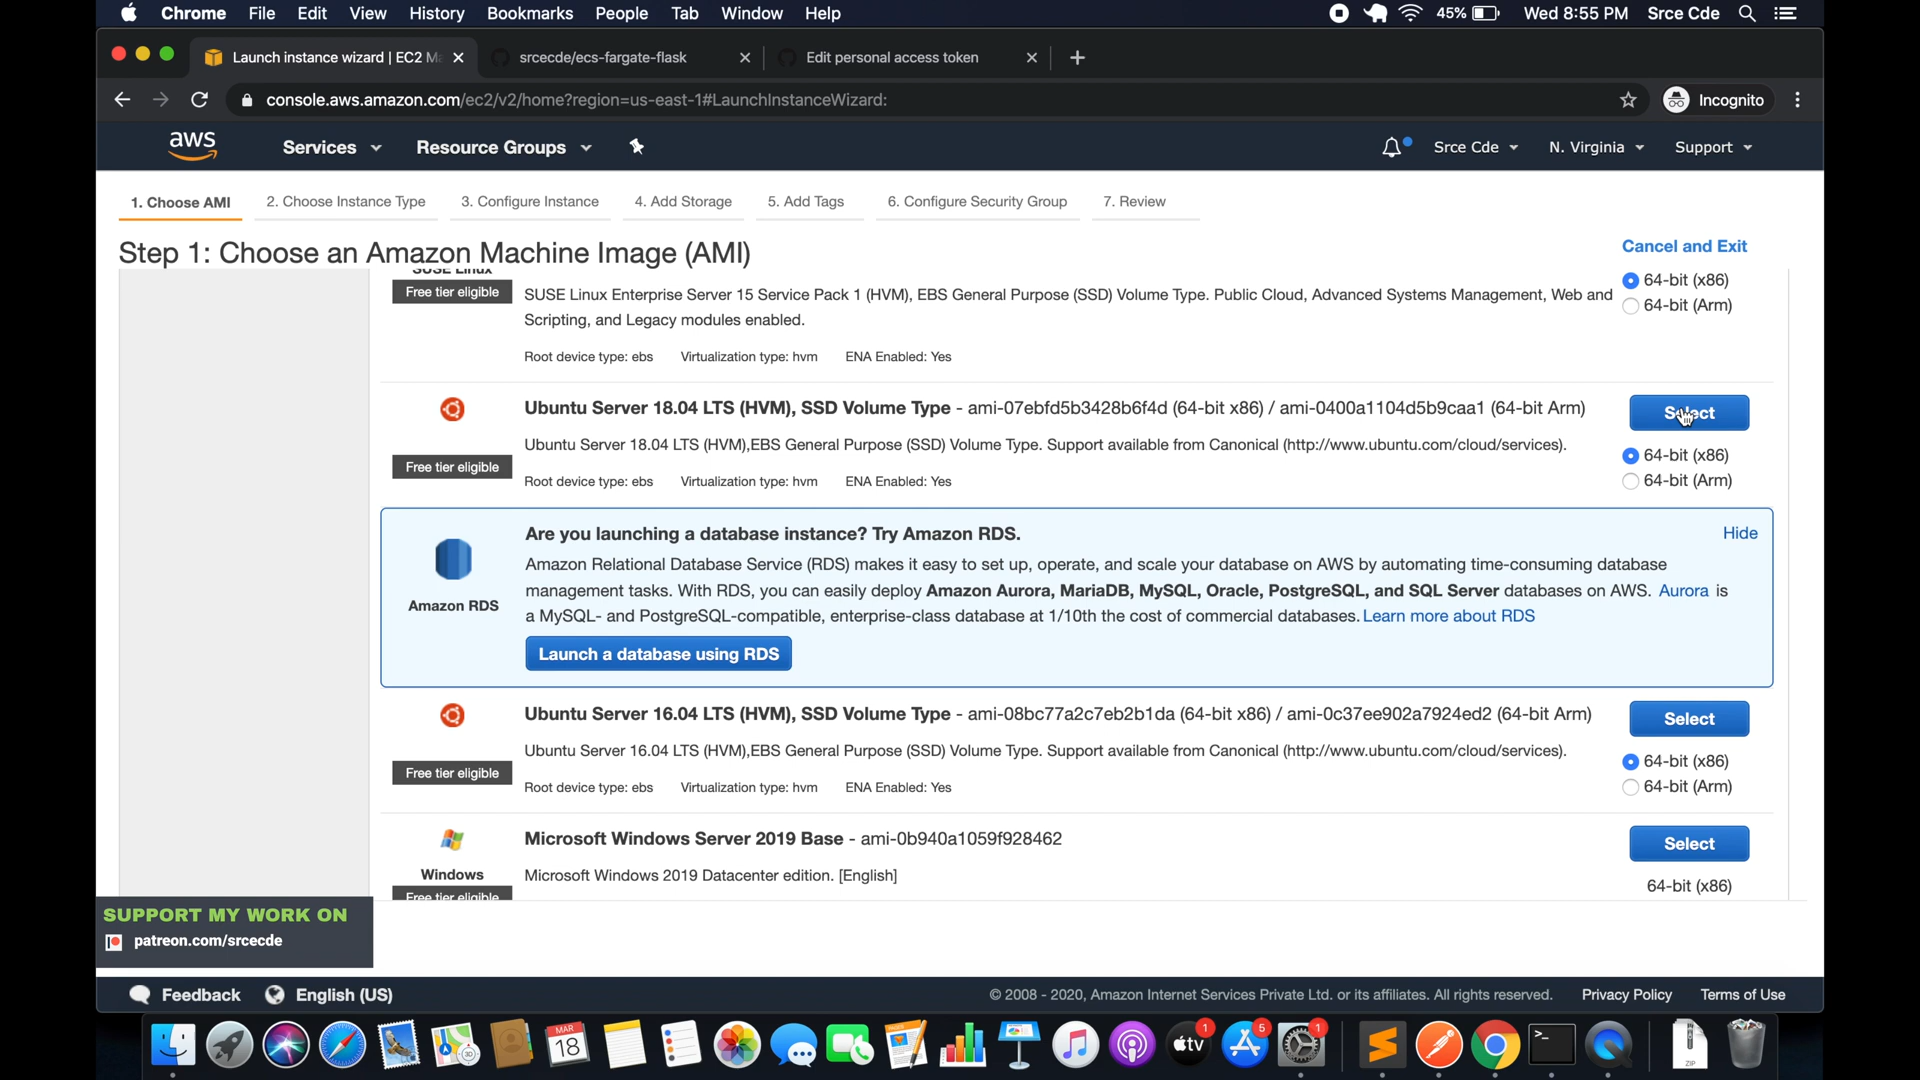 Chrome File Edit View History Bookmarks People Tab Window Help 45% Wed 8:55 PM Srce Cde
Launch instance wizard | EC2 Ma srcecde/ecs-fargate-flask Edit personal access token
console.aws.amazon.com/ec2/v2/home?region=us-east-1#LaunchInstanceWizard: Incognito
aws Services Resource Groups Srce Cde N. Virginia Support
1. Choose AMI 2. Choose Instance Type 3. Configure Instance 4. Add Storage 5. Add Tags 6. Configure Security Group 7. Review
Step 1: Choose an Amazon Machine Image (AMI) Cancel and Exit
SUSE Linux
Free tier eligible
SUSE Linux Enterprise Server 15 Service Pack 1 (HVM), EBS General Purpose (SSD) Volume Type. Public Cloud, Advanced Systems Management, Web and
Scripting, and Legacy modules enabled.
64-bit (x86)
64-bit (Arm)
Root device type: ebs Virtualization type: hvm ENA Enabled: Yes
Ubuntu Server 18.04 LTS (HVM), SSD Volume Type - ami-07ebfd5b3428b6f4d (64-bit x86) / ami-0400a1104d5b9caa1 (64-bit Arm)
Select
Ubuntu Server 18.04 LTS (HVM),EBS General Purpose (SSD) Volume Type. Support available from Canonical (http://www.ubuntu.com/cloud/services).
64-bit (x86)
Free tier eligible
Root device type: ebs Virtualization type: hvm ENA Enabled: Yes
64-bit (Arm)
Are you launching a database instance? Try Amazon RDS. Hide
Amazon Relational Database Service (RDS) makes it easy to set up, operate, and scale your database on AWS by automating time-consuming database
management tasks. With RDS, you can easily deploy Amazon Aurora, MariaDB, MySQL, Oracle, PostgreSQL, and SQL Server databases on AWS. Aurora is
a MySQL- and PostgreSQL-compatible, enterprise-class database at 1/10th the cost of commercial databases. Learn more about RDS
Amazon RDS
Launch a database using RDS
Ubuntu Server 16.04 LTS (HVM), SSD Volume Type - ami-08bc77a2c7eb2b1da (64-bit x86) / ami-0c37ee902a7924ed2 (64-bit Arm)
Select
Ubuntu Server 16.04 LTS (HVM),EBS General Purpose (SSD) Volume Type. Support available from Canonical (http://www.ubuntu.com/cloud/services).
64-bit (x86)
Free tier eligible
Root device type: ebs Virtualization type: hvm ENA Enabled: Yes
64-bit (Arm)
Microsoft Windows Server 2019 Base - ami-0b940a1059f928462
Select
Windows
Microsoft Windows 2019 Datacenter edition. [English]
64-bit (x86)
Free tier eligible
SUPPORT MY WORK ON
patreon.com/srcecde
Feedback English (US) © 2008 - 2020, Amazon Internet Services Private Ltd. or its affiliates. All rights reserved. Privacy Policy Terms of Use
MAR
18
3D
tv
1
5
1
ZIP